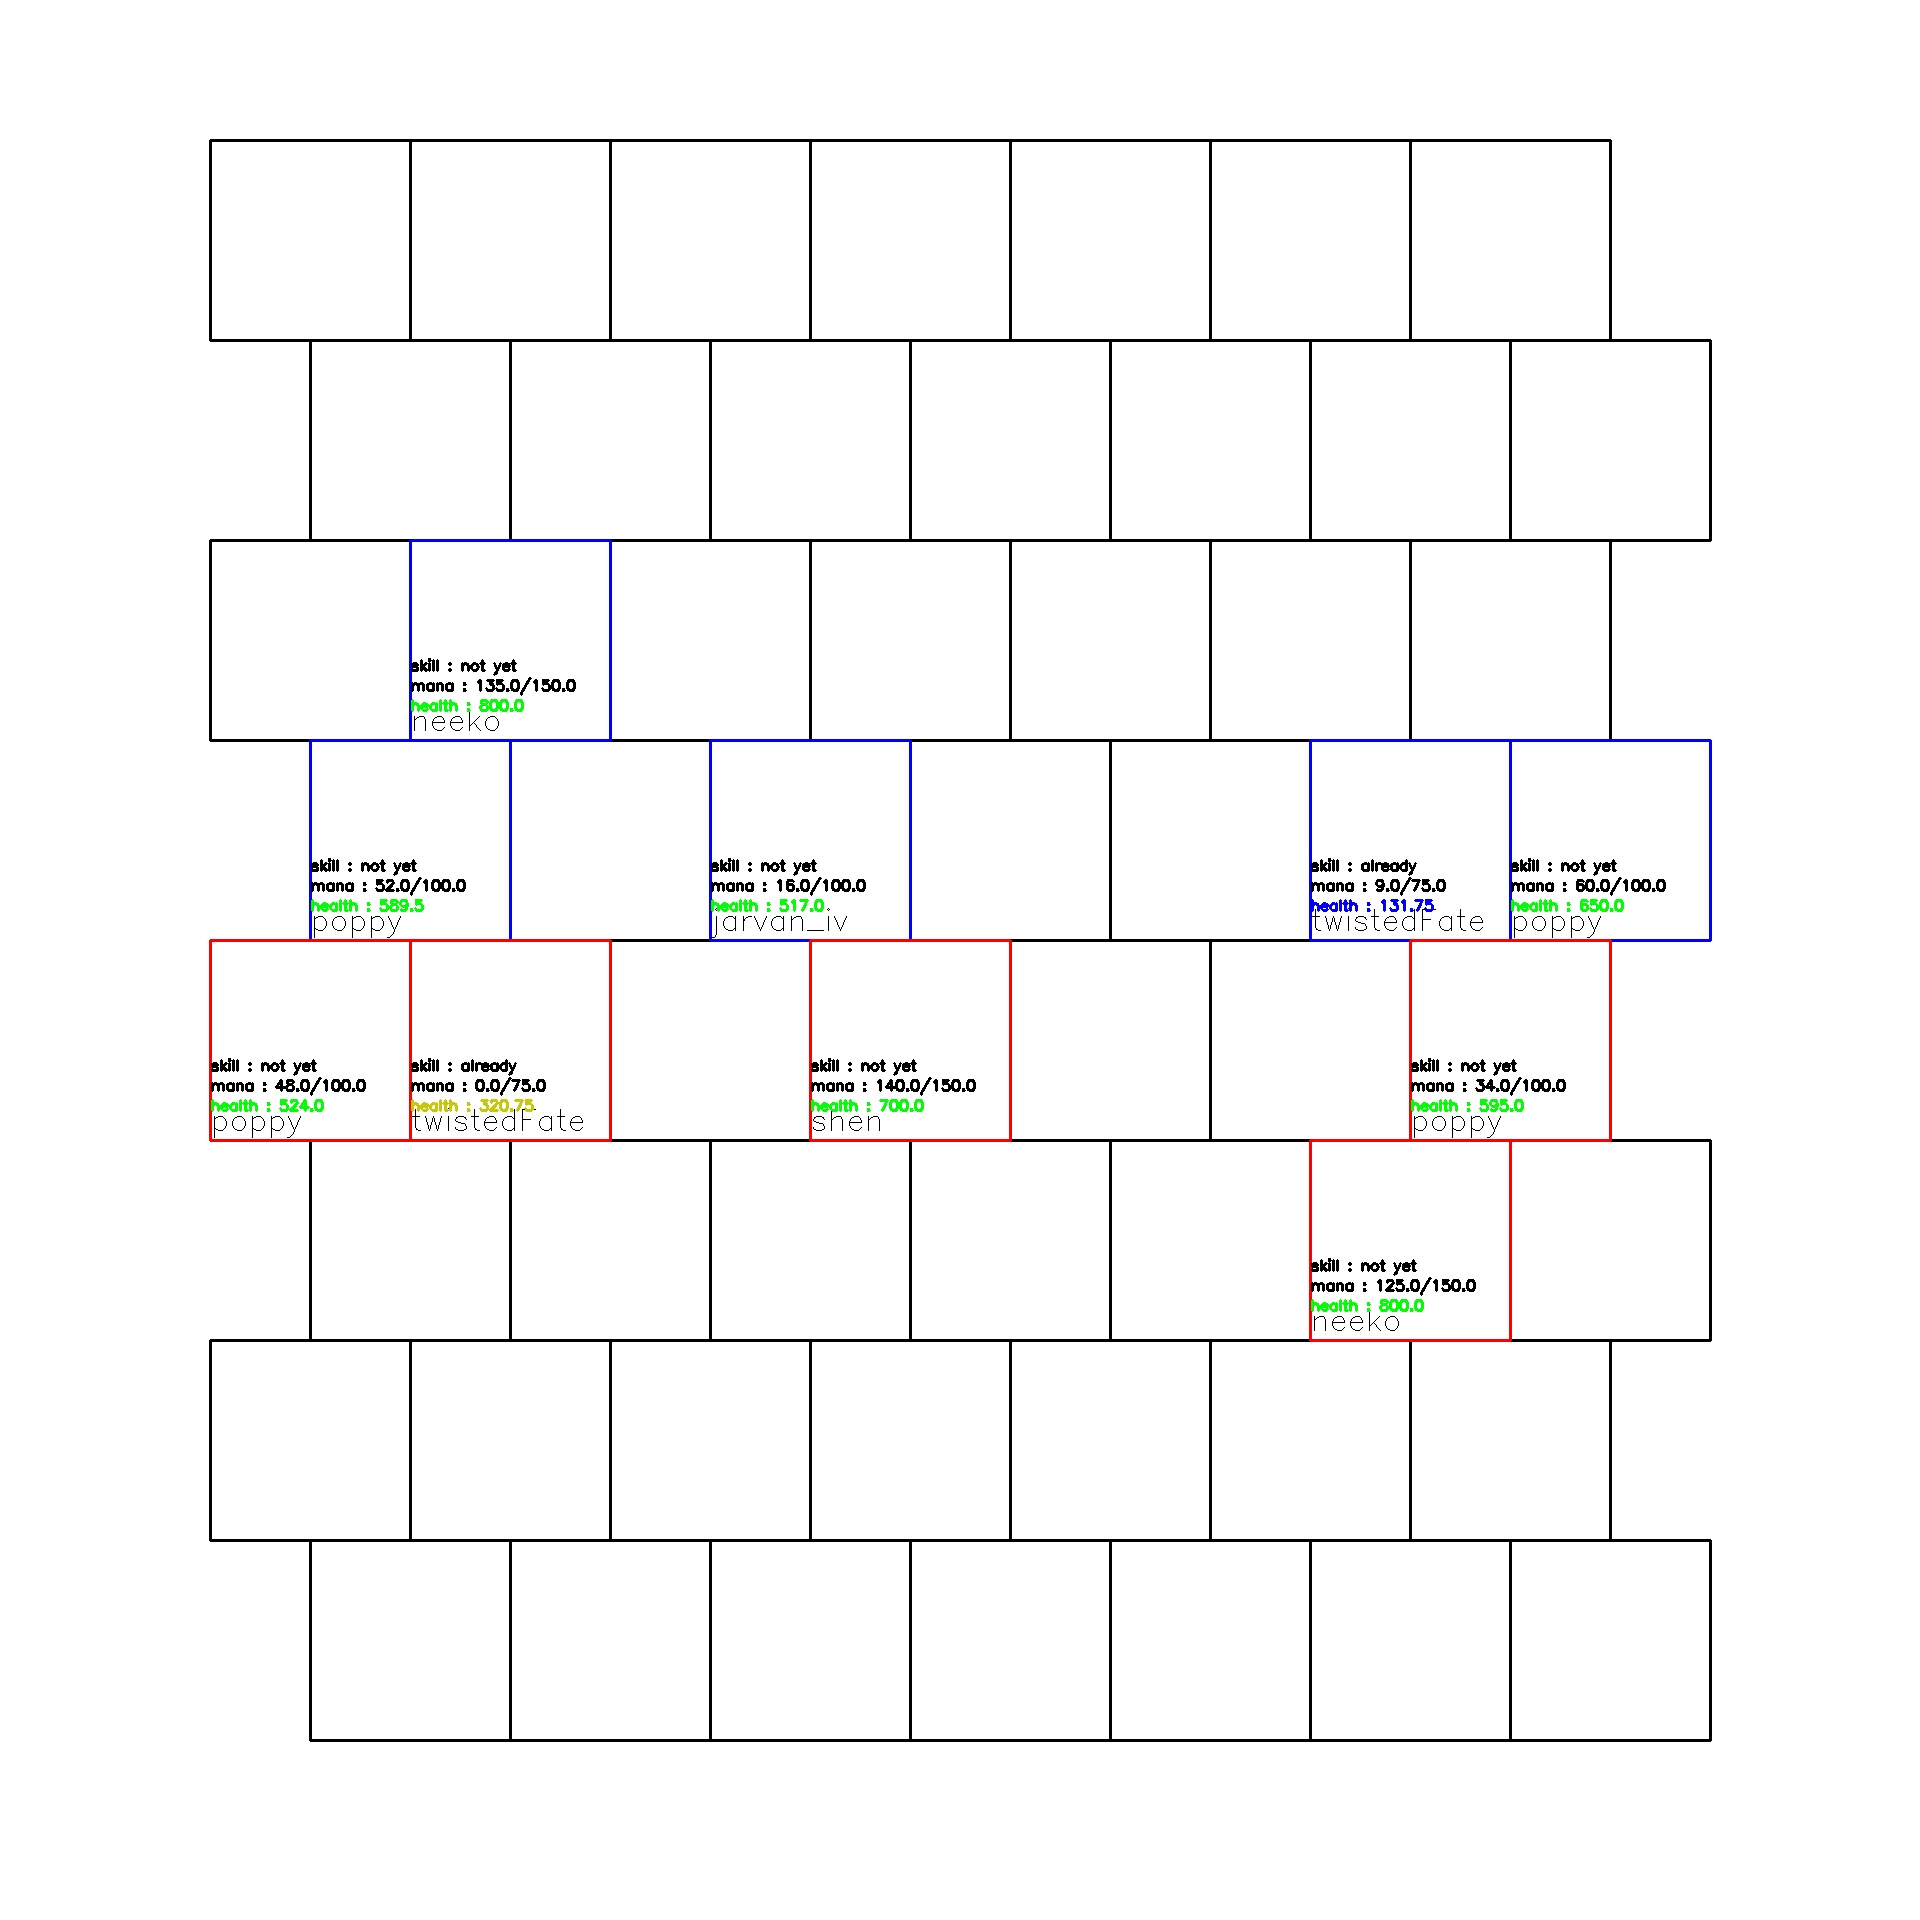 skill : not yet
mana : 135.0/150.0
health : 800.0
neeko
skill : not yet
mana : 52.0/100.0
health : 589.5
poppy
skill : not yet
mana : 16.0/100.0
health : 517.0
jarvan_iv
skill : already
mana : 9.0/75.0
health : 131.75
twistedFate
skill : not yet
mana : 60.0/100.0
health : 650.0
poppy
skill : not yet
mana : 48.0/100.0
health : 524.0
poppy
skill : already
mana : 0.0/75.0
health : 320.75
twistedFate
skill : not yet
mana : 140.0/150.0
health : 700.0
shen
skill : not yet
mana : 34.0/100.0
health : 595.0
poppy
skill : not yet
mana : 125.0/150.0
health : 800.0
neeko